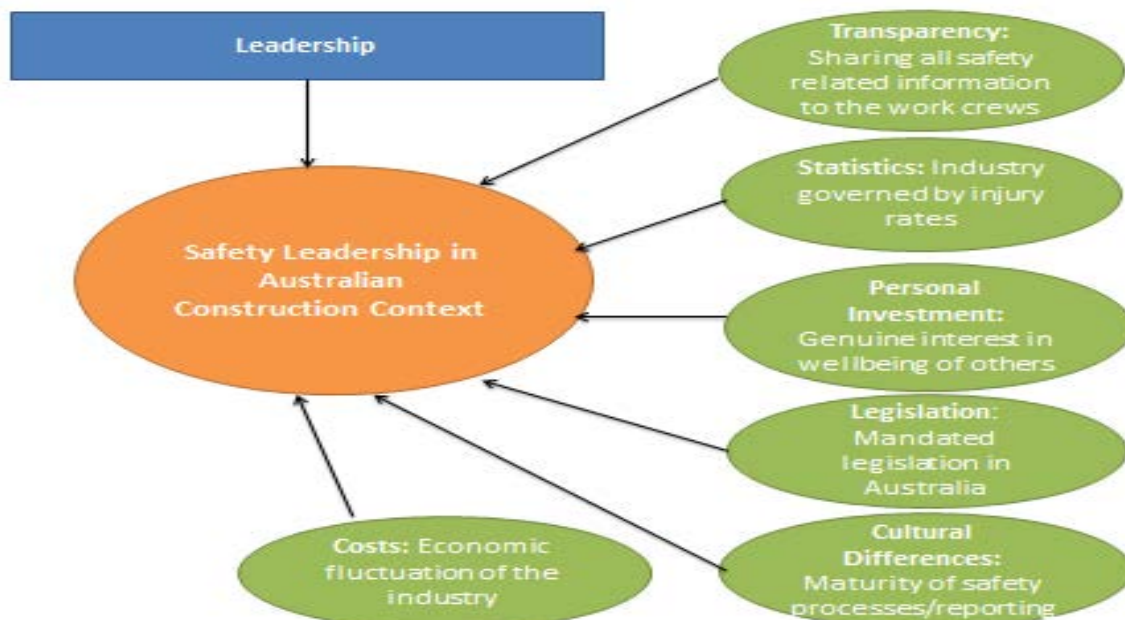 Leadership
Transparency:
Sharing all safety
related information
to the work crews
Statistics: Industry
governed by injury
rates
Safety Leadership in
Australian
Construction Context
Personal
Investment:
Genuine interest in
wellbeing of others
Legislation:
Mandated
legislation in
Australia
Costs: Economic
fluctuation of the
industry
Cultural
Differences:
Maturity of safety
processes/reporting